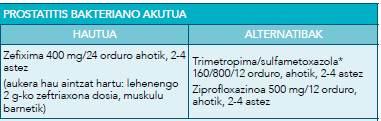 PROSTATITIS BAKTERIANO AKUTUA
HAUTUA
ALTERNATIBAK
Zefixima 400 mg/24 orduro ahotik, 2-4
astez
(aukera hau aintzat hartu: lehenengo
2 g-ko zeftriaxona dosia, muskulu
barnetik)
Trimetropima/sulfametoxazola*
160/800/12 orduro, ahotik, 2-4 astez
Ziprofloxazinoa 500 mg/12 orduro,
ahotik, 2-4 astez